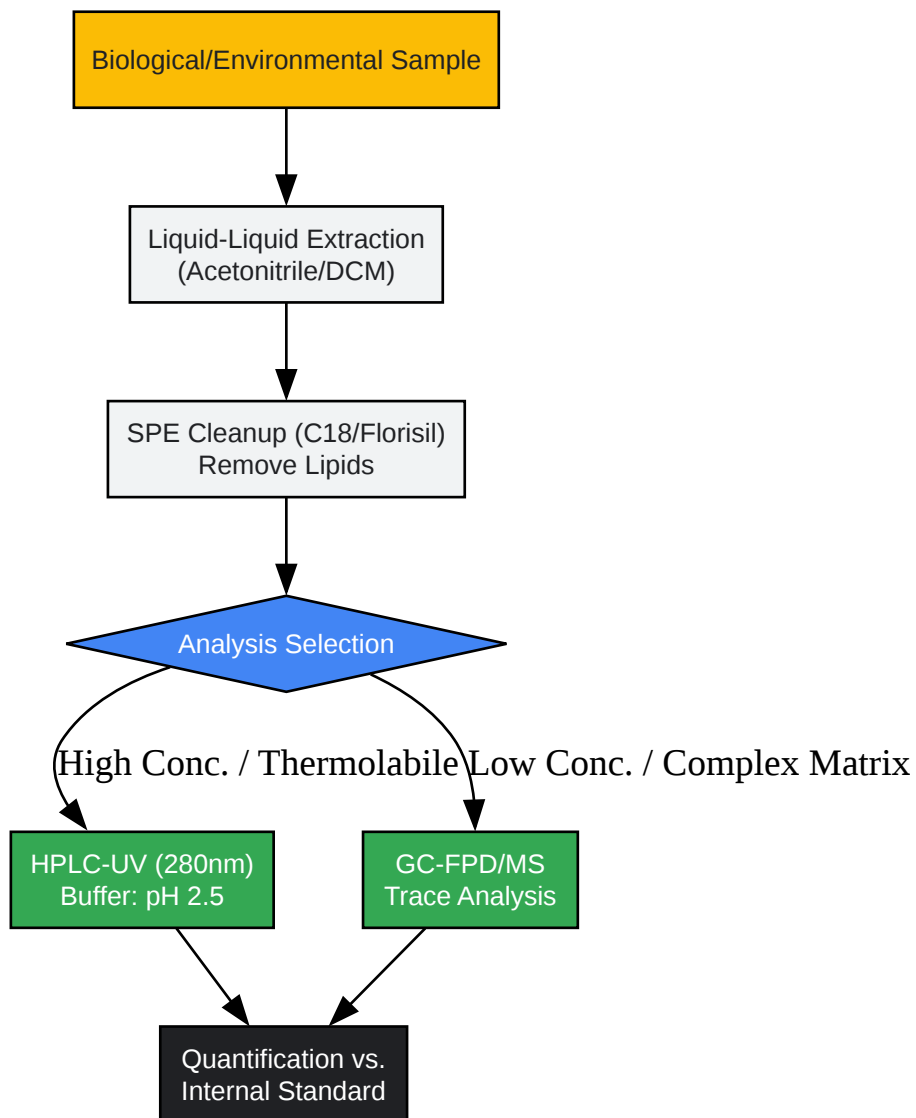 Biological/Environmental Sample
Liquid-Liquid Extraction
(Acetonitrile/DCM)
SPE Cleanup (C18/Florisil)
Remove Lipids
Analysis Selection
High Conc. / Thermolabile
Low Conc. / Complex Matrix
HPLC-UV (280nm)
Buffer: pH 2.5
GC-FPD/MS
Trace Analysis
Quantification vs.
Internal Standard